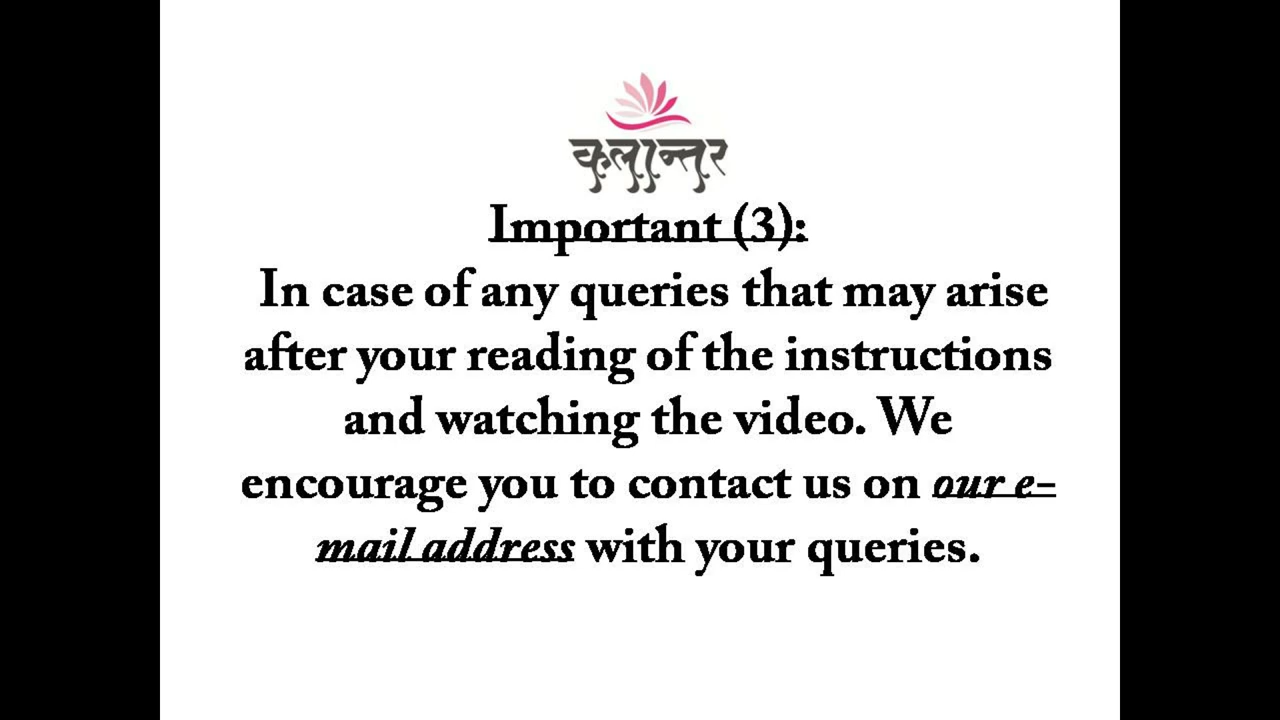 कलान्तर
Important (3):
In case of any queries that may arise
after your reading of the instructions
and watching the video. We
encourage you to contact us on our e-
mail address with your queries.